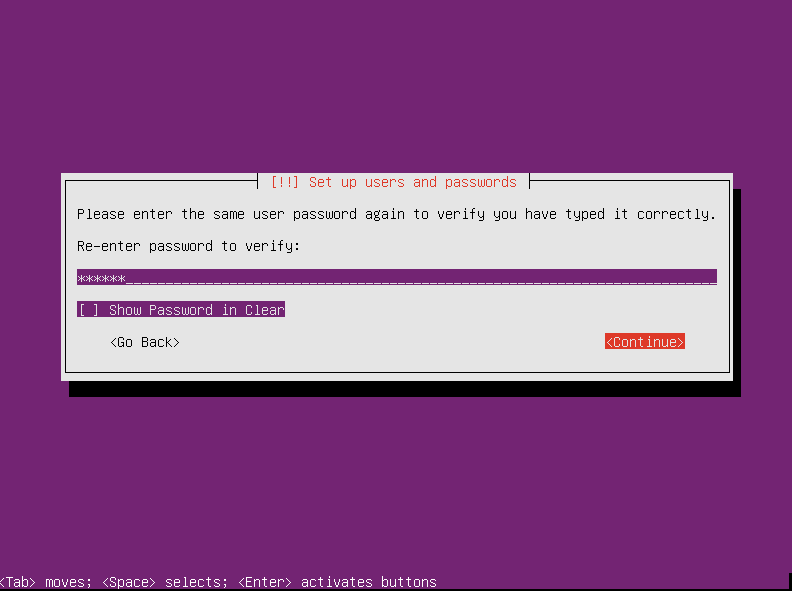 [!!] Set up users and passwords
Please enter the same user password again to verify you have typed it correctly.
Re-enter password to verify:
******______________________________________________________________________
[ ] Show Password in Clear
<Go Back> <Continue>
<Tab> moves; <Space> selects; <Enter> activates buttons